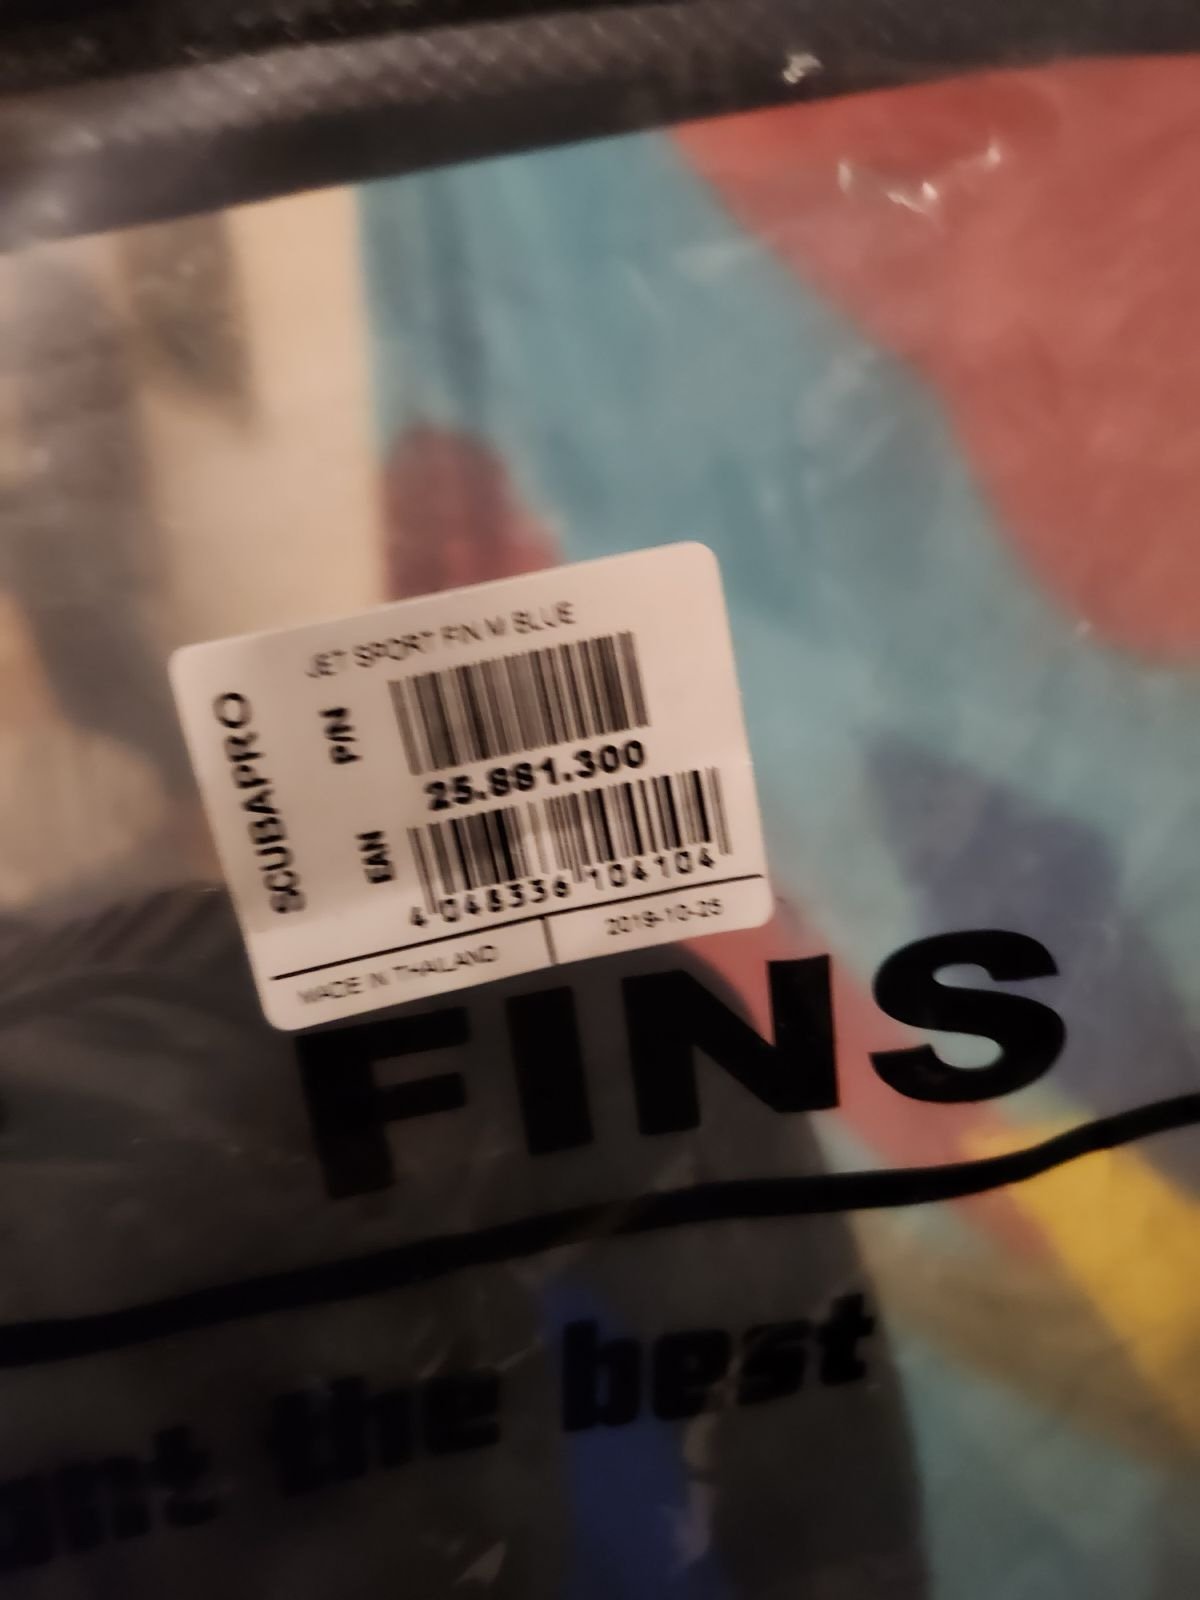 JET SPORT FIN M BLUE
SCUBAPRO
P/N
25.881.300
EAN
4 048336 104104
MADE IN THAILAND
2019-10-25
FINS
the best